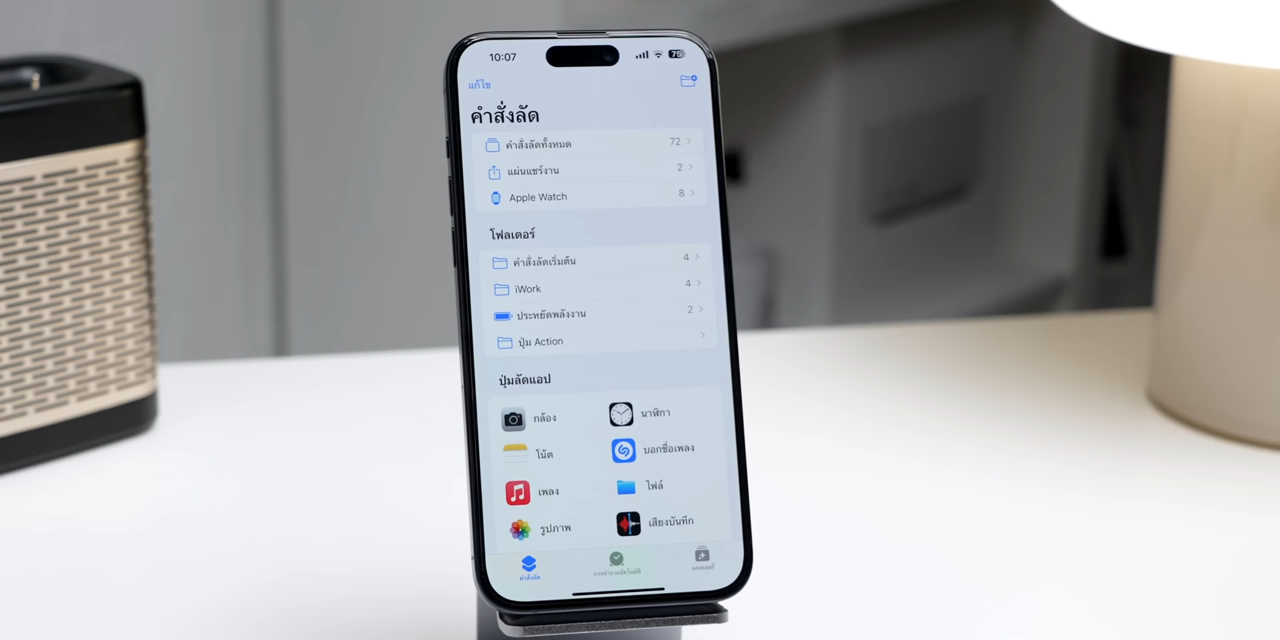 10:07
75
แก้ไข
คำสั่งลัด
คำสั่งลัดทั้งหมด 72
แผ่นแชร์งาน 2
Apple Watch 8
โฟลเดอร์
คำสั่งลัดเริ่มต้น 4
iWork 4
ประหยัดพลังงาน 2
ปุ่ม Action
ปุ่มลัดแอป
กล้อง นาฬิกา
โน้ต บอกชื่อเพลง
เพลง ไฟล์
รูปภาพ เสียงบันทึก
คำสั่งลัด การทำงานอัตโนมัติ แกลเลอรี่